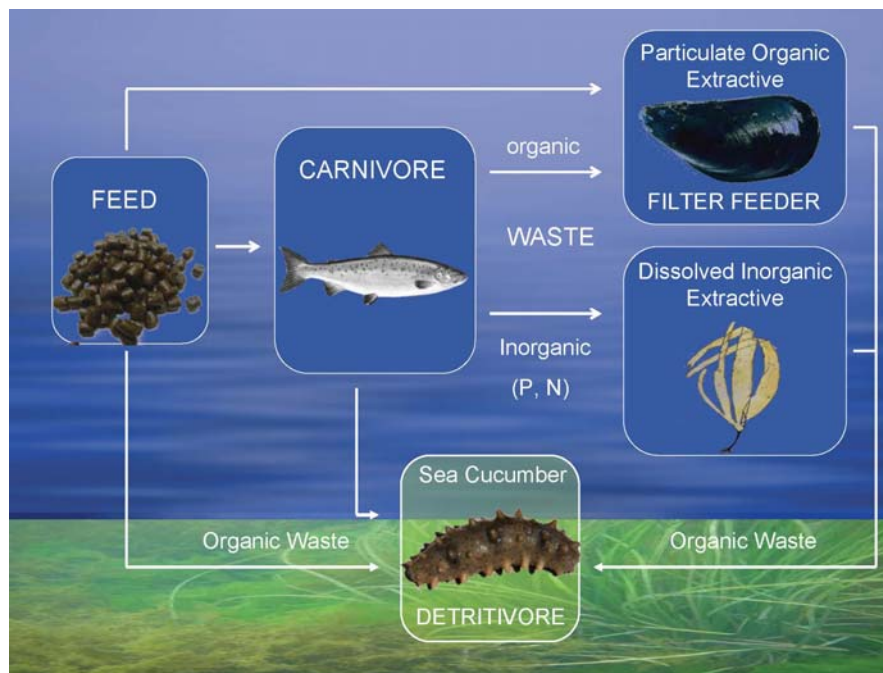 FEED
CARNIVORE
organic
WASTE
Inorganic
(P, N)
Particulate Organic
Extractive
FILTER FEEDER
Dissolved Inorganic
Extractive
Sea Cucumber
DETRITIVORE
Organic Waste
Organic Waste